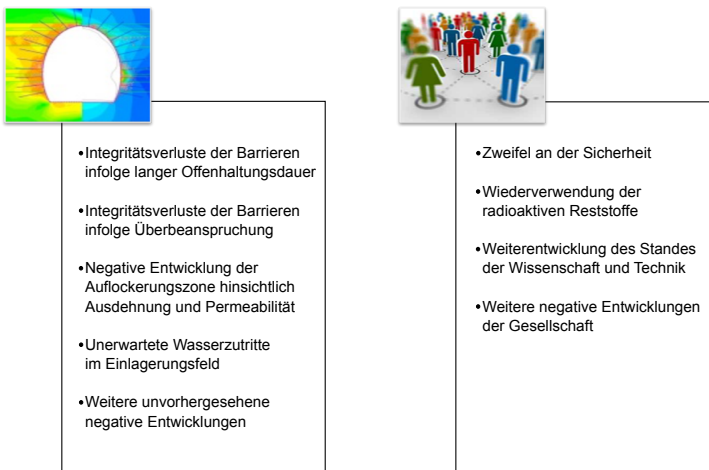 •Integritätsverluste der Barrieren
infolge langer Offenhaltungsdauer
•Integritätsverluste der Barrieren
infolge Überbeanspruchung
•Negative Entwicklung der
Auflockerungszone hinsichtlich
Ausdehnung und Permeabilität
•Unerwartete Wasserzutritte
im Einlagerungsfeld
•Weitere unvorhergesehene
negative Entwicklungen
•Zweifel an der Sicherheit
•Wiederverwendung der
radioaktiven Reststoffe
•Weiterentwicklung des Standes
der Wissenschaft und Technik
•Weitere negative Entwicklungen
der Gesellschaft